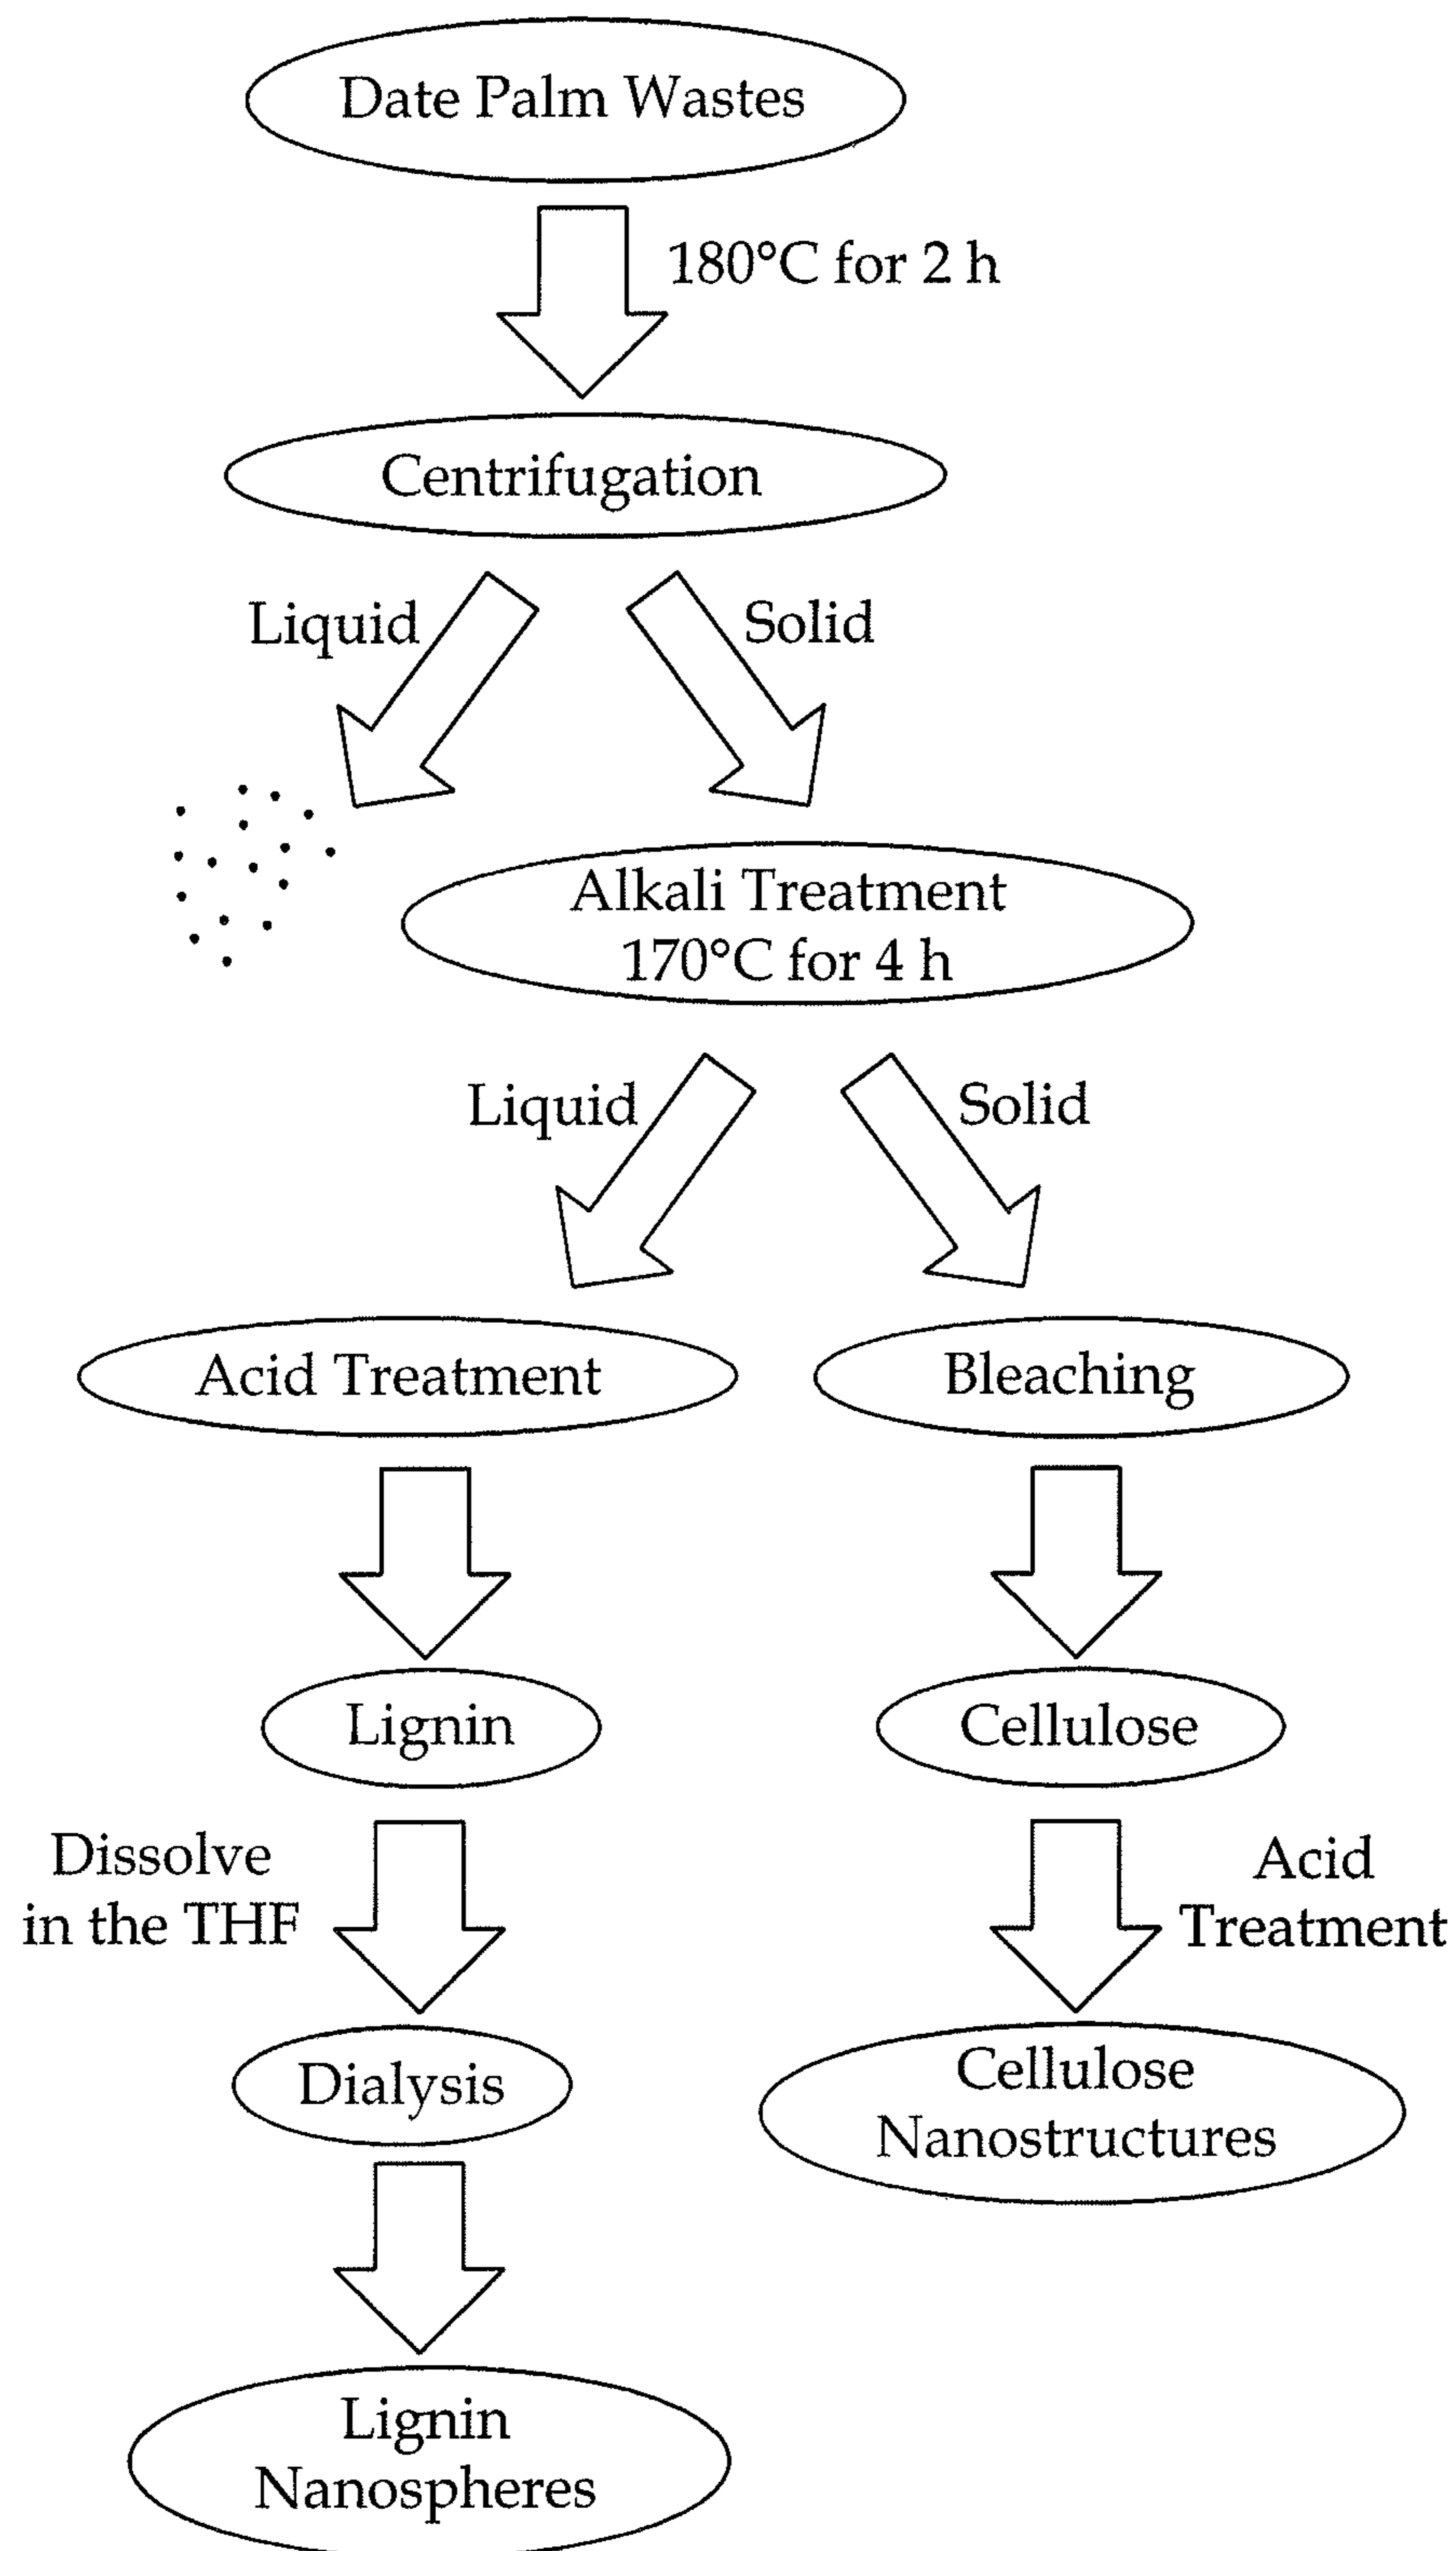 Date Palm Wastes
180°C for 2 h
Centrifugation
Liquid
Solid
Alkali Treatment
170°C for 4 h
Liquid
Solid
Acid Treatment
Bleaching
Lignin
Cellulose
Dissolve
in the THF
Acid
Treatment
Dialysis
Cellulose
Nanostructures
Lignin
Nanospheres